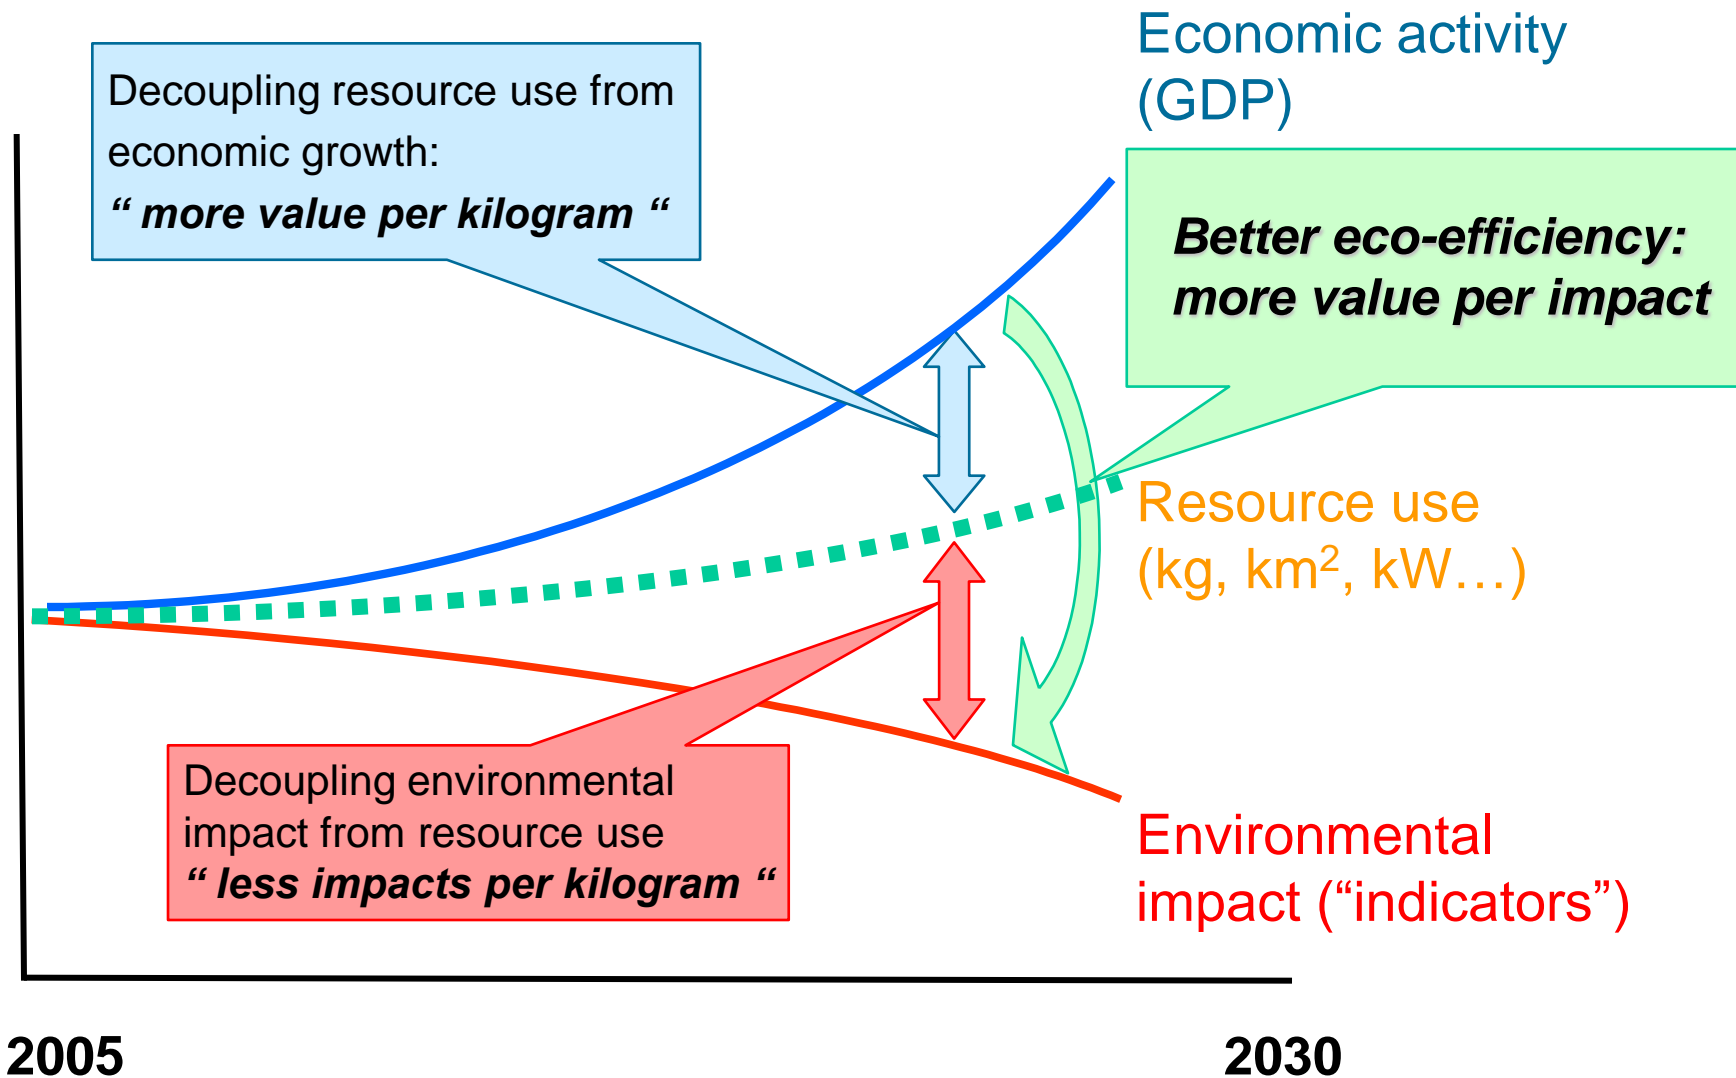 Economic activity
(GDP)
Decoupling resource use from
economic growth:
“ more value per kilogram “
Better eco-efficiency:
more value per impact
Resource use
(kg, km², kW…)
Decoupling environmental
impact from resource use
“ less impacts per kilogram “
Environmental
impact (“indicators”)
2005
2030